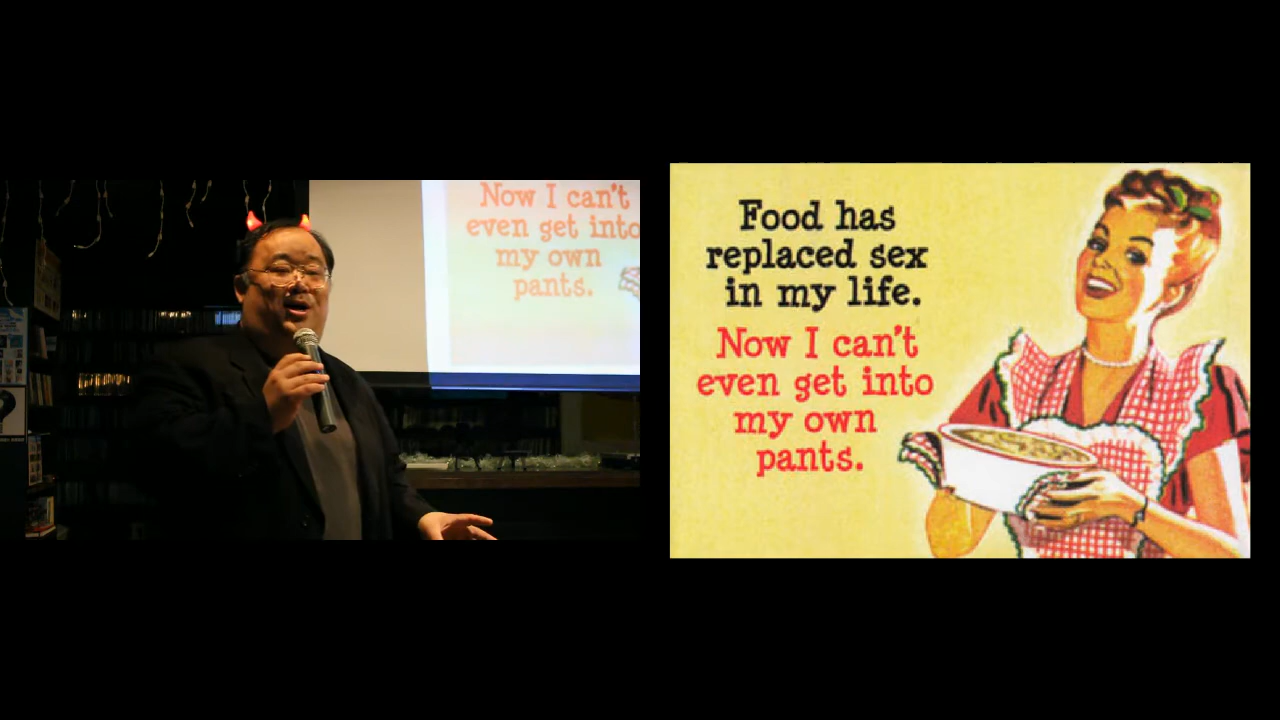 Now I can't
even get into
my own
pants.
Food has
replaced sex
in my life.
Now I can't
even get into
my own
pants.